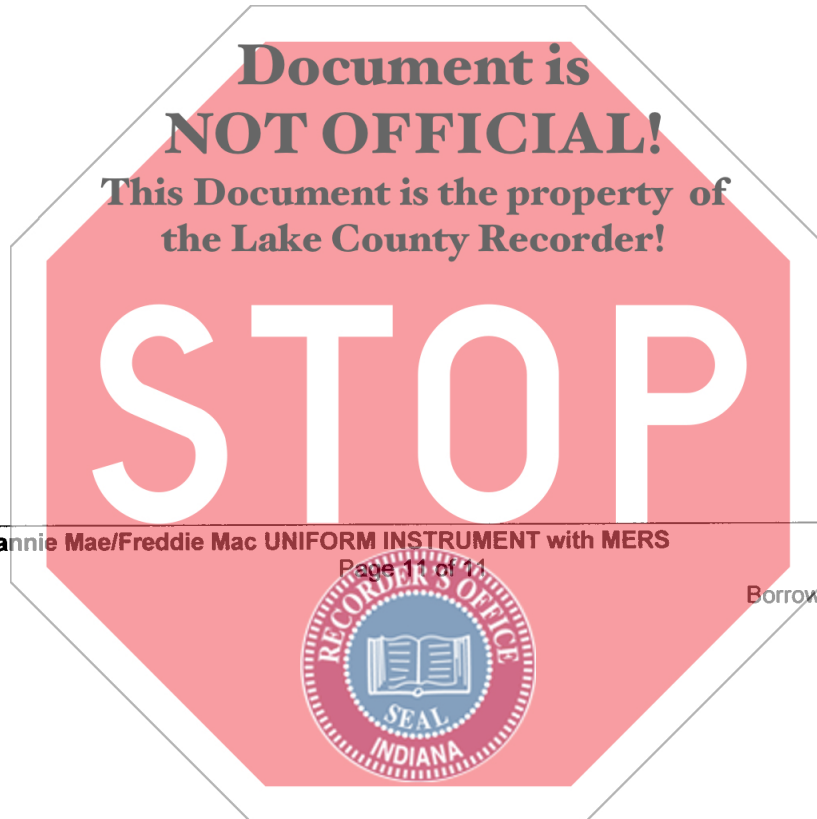 Document is
NOT OFFICIAL!
This Document is the property of
the Lake County Recorder!
STOP
annie Mae/Freddie Mac UNIFORM INSTRUMENT with MERS
Page 11 of 11
Borrow
RECORDER'S OFFICE
SEAL
INDIANA